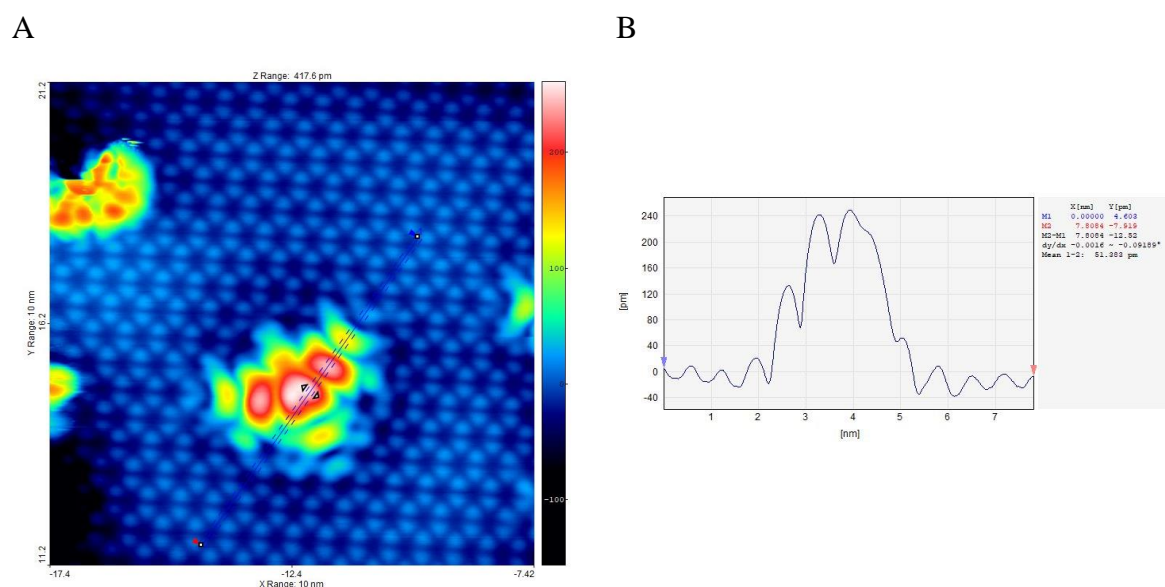 A
B
Z Range: 417.6 pm
21.2
16.2
11.2
Y Range: 10 nm
-17.4
-12.4
-7.42
X Range: 10 nm
200
100
0
-100
240
200
160
120
80
40
0
-40
[pm]
1 2 3 4 5 6 7
[nm]
X[nm] Y[pm]
M1 0.00000 4.603
M2 7.8084 -7.919
M2-M1 7.8084 -12.52
dy/dx -0.0016 ~ -0.09189°
Mean 1-2: 51.383 pm